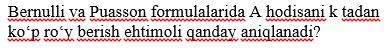 Bernulli va Puasson formulalarida A hodisani k tadan
ko‘p ro‘y berish ehtimoli qanday aniqlanadi?